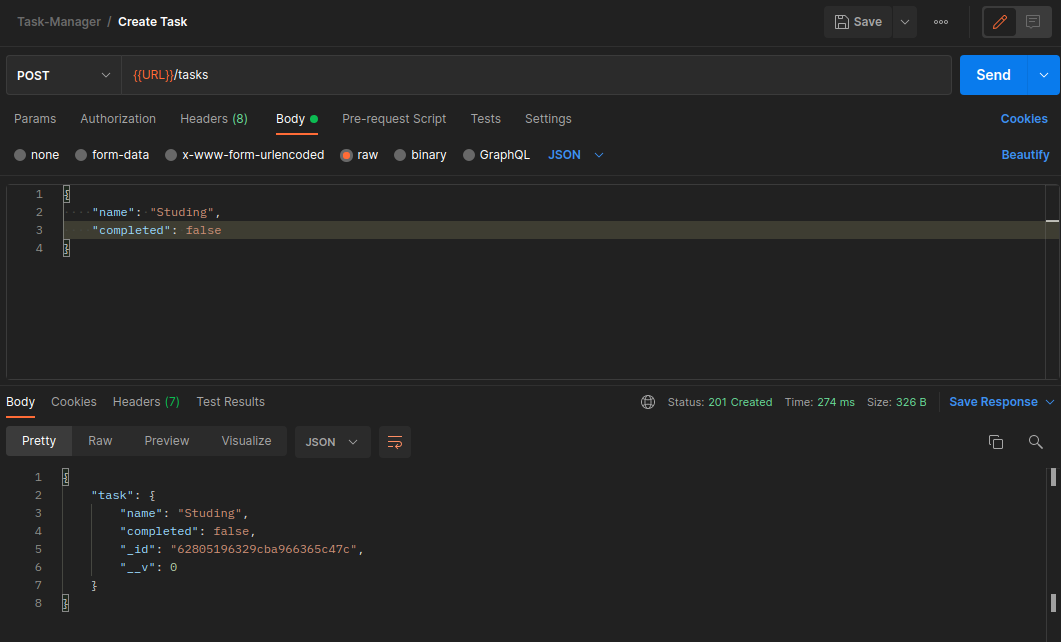 Task-Manager / Create Task Save
POST {{URL}}/tasks Send
Params Authorization Headers (8) Body Pre-request Script Tests Settings Cookies
none form-data x-www-form-urlencoded raw binary GraphQL JSON Beautify
1 {
2 "name": "Studing",
3 "completed": false
4 }
Body Cookies Headers (7) Test Results Status: 201 Created Time: 274 ms Size: 326 B Save Response
Pretty Raw Preview Visualize JSON
1 {
2 "task": {
3 "name": "Studing",
4 "completed": false,
5 "_id": "62805196329cba966365c47c",
6 "__v": 0
7 }
8 }